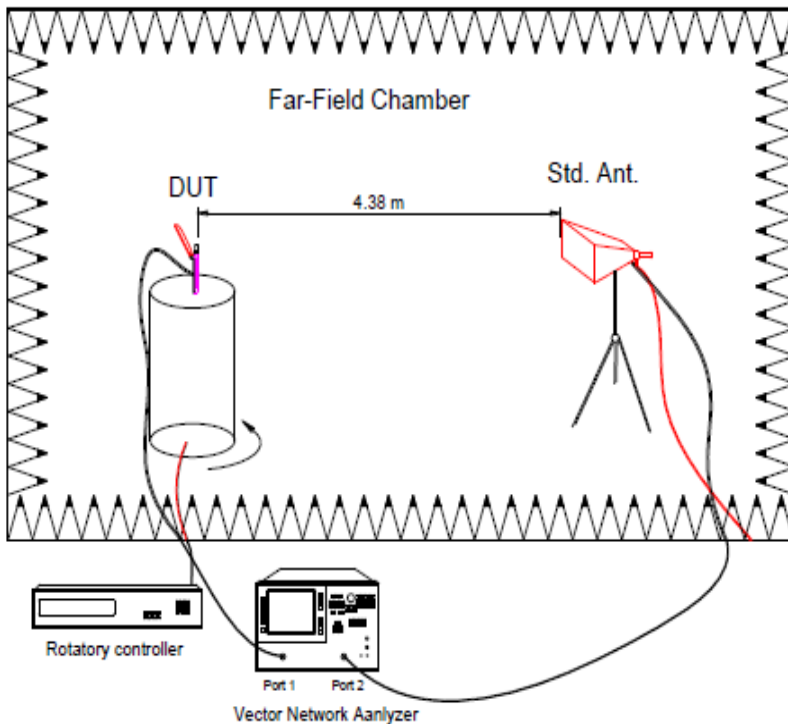 Far-Field Chamber
DUT
Std. Ant.
4.38 m
Rotatory controller
Port 1
Port 2
Vector Network Aanlyzer